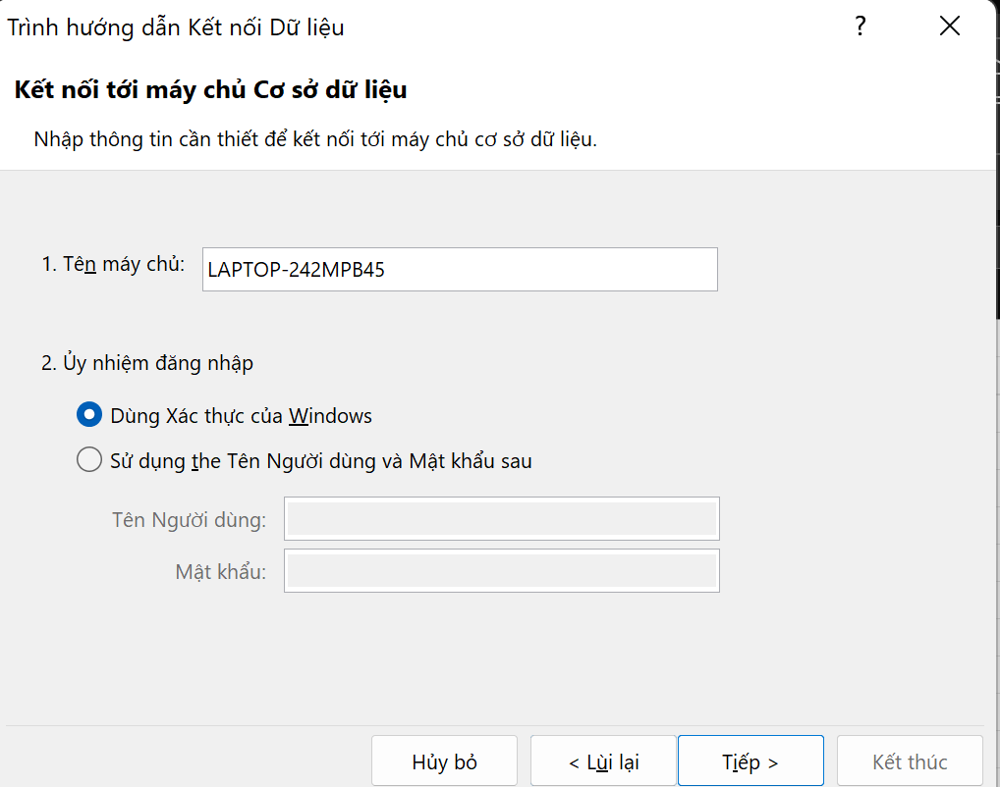 Trình hướng dẫn Kết nối Dữ liệu ?
Kết nối tới máy chủ Cơ sở dữ liệu
Nhập thông tin cần thiết để kết nối tới máy chủ cơ sở dữ liệu.
1. Tên máy chủ: LAPTOP-242MPB45
2. Ủy nhiệm đăng nhập
Dùng Xác thực của Windows
Sử dụng the Tên Người dùng và Mật khẩu sau
Tên Người dùng:
Mật khẩu:
Hủy bỏ < Lùi lại Tiếp > Kết thúc